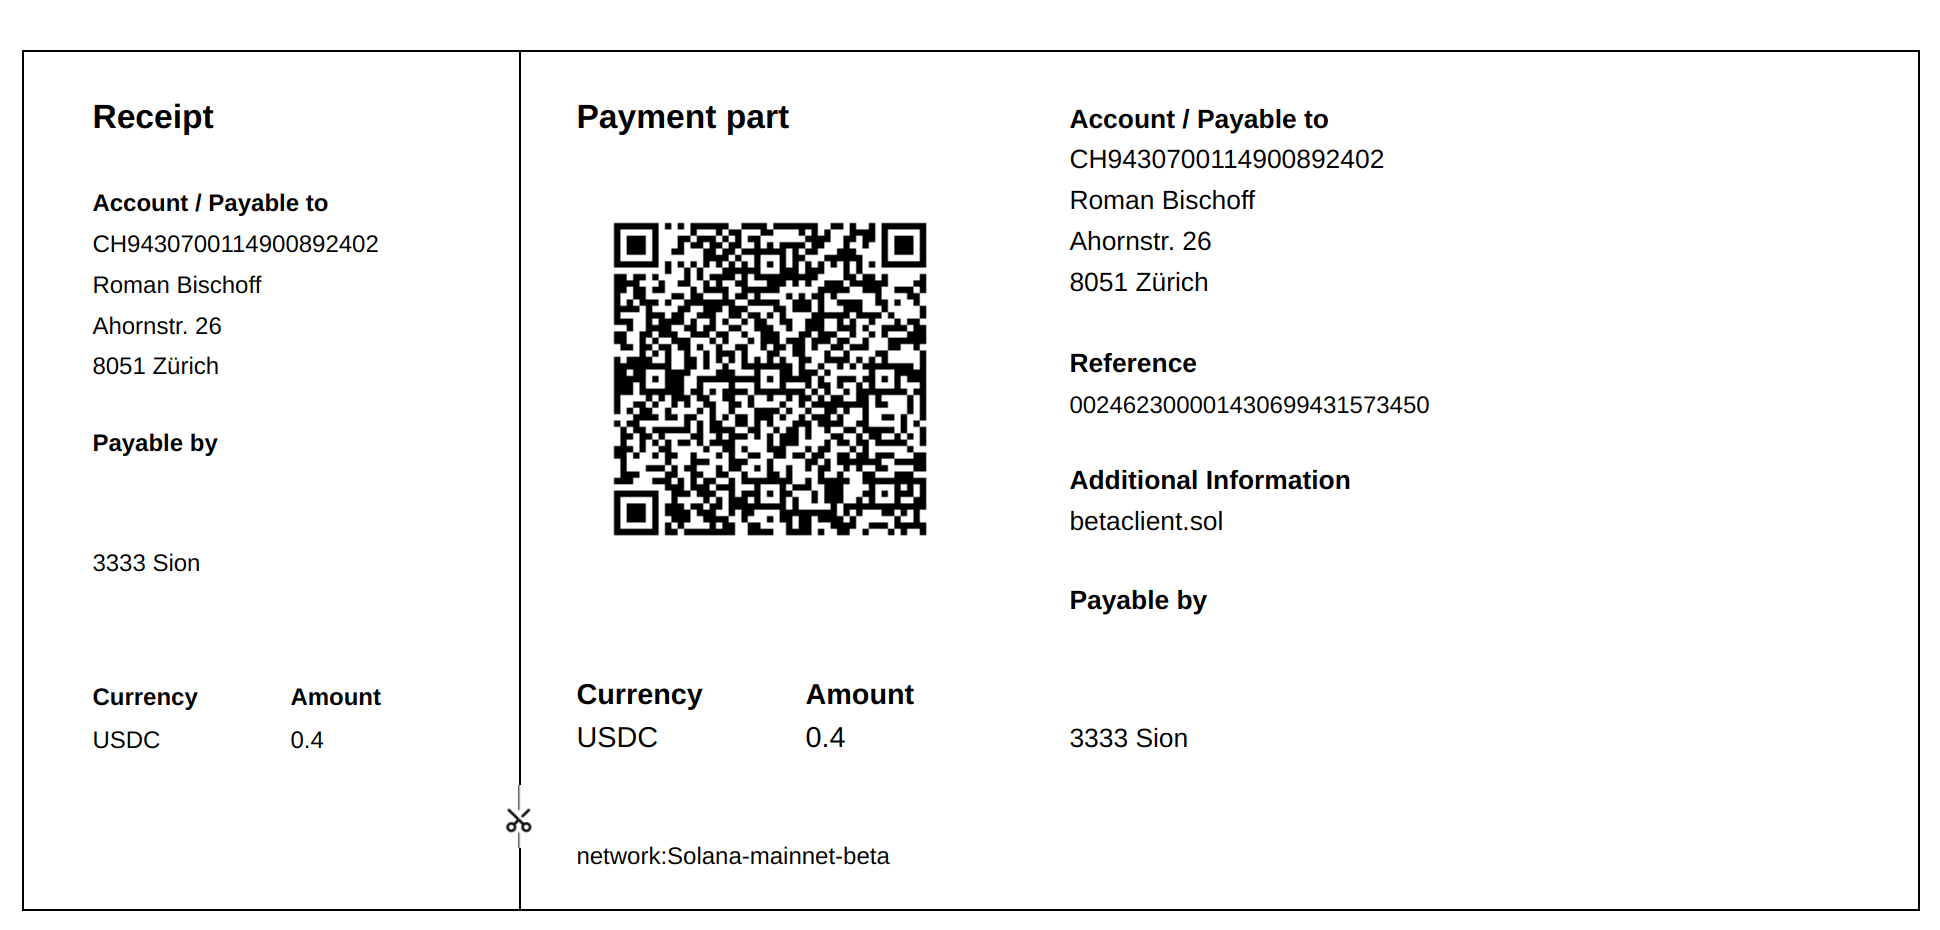 Receipt
Account / Payable to
CH9430700114900892402
Roman Bischoff
Ahornstr. 26
8051 Zürich
Payable by
3333 Sion
Currency Amount
USDC 0.4
Payment part
Currency Amount
USDC 0.4
network:Solana-mainnet-beta
Account / Payable to
CH9430700114900892402
Roman Bischoff
Ahornstr. 26
8051 Zürich
Reference
002462300001430699431573450
Additional Information
betaclient.sol
Payable by
3333 Sion